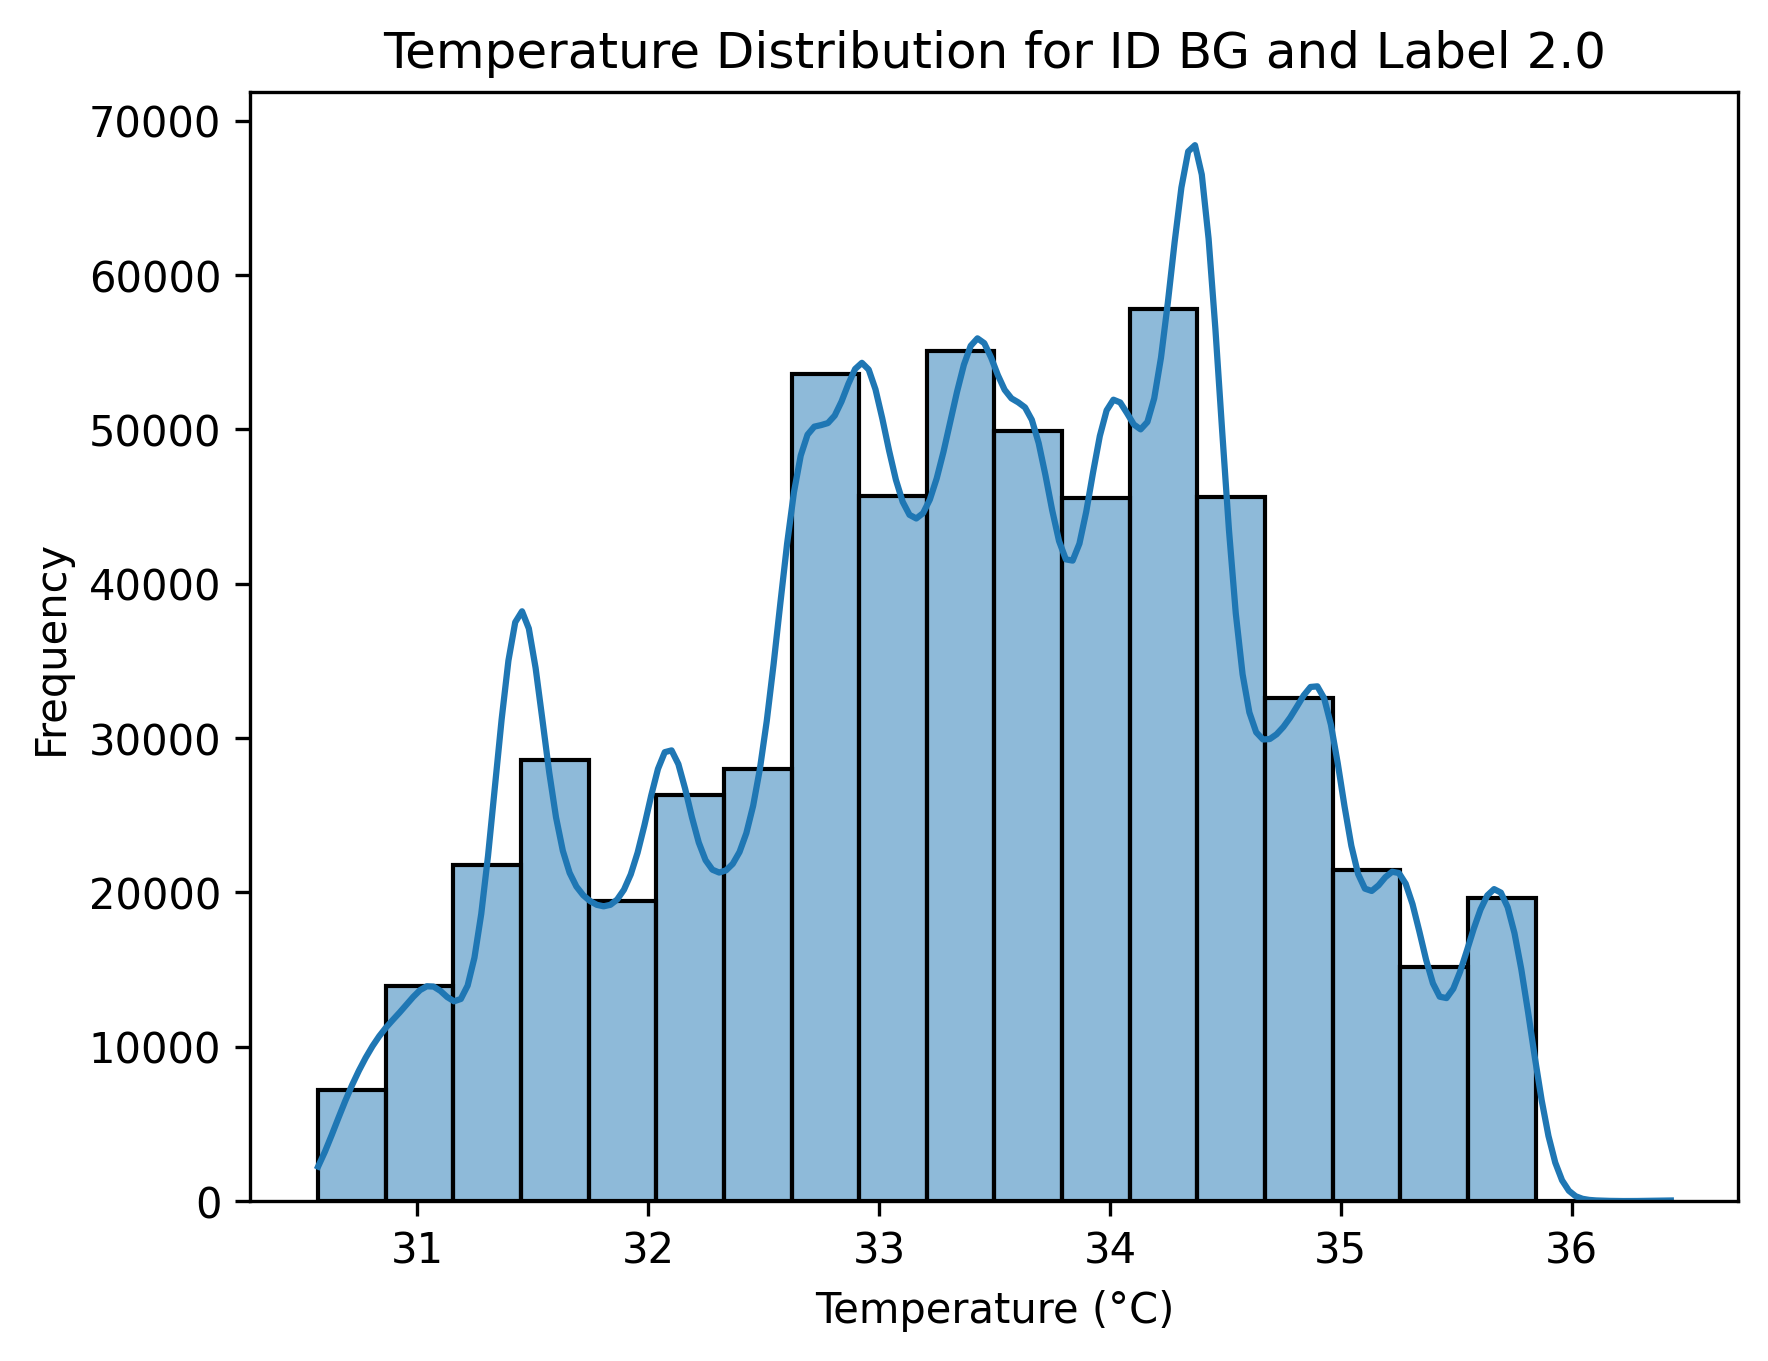 Temperature Distribution for ID BG and Label 2.0
70000
60000
50000
40000
30000
20000
10000
0
Frequency
31 32 33 34 35 36
Temperature (°C)